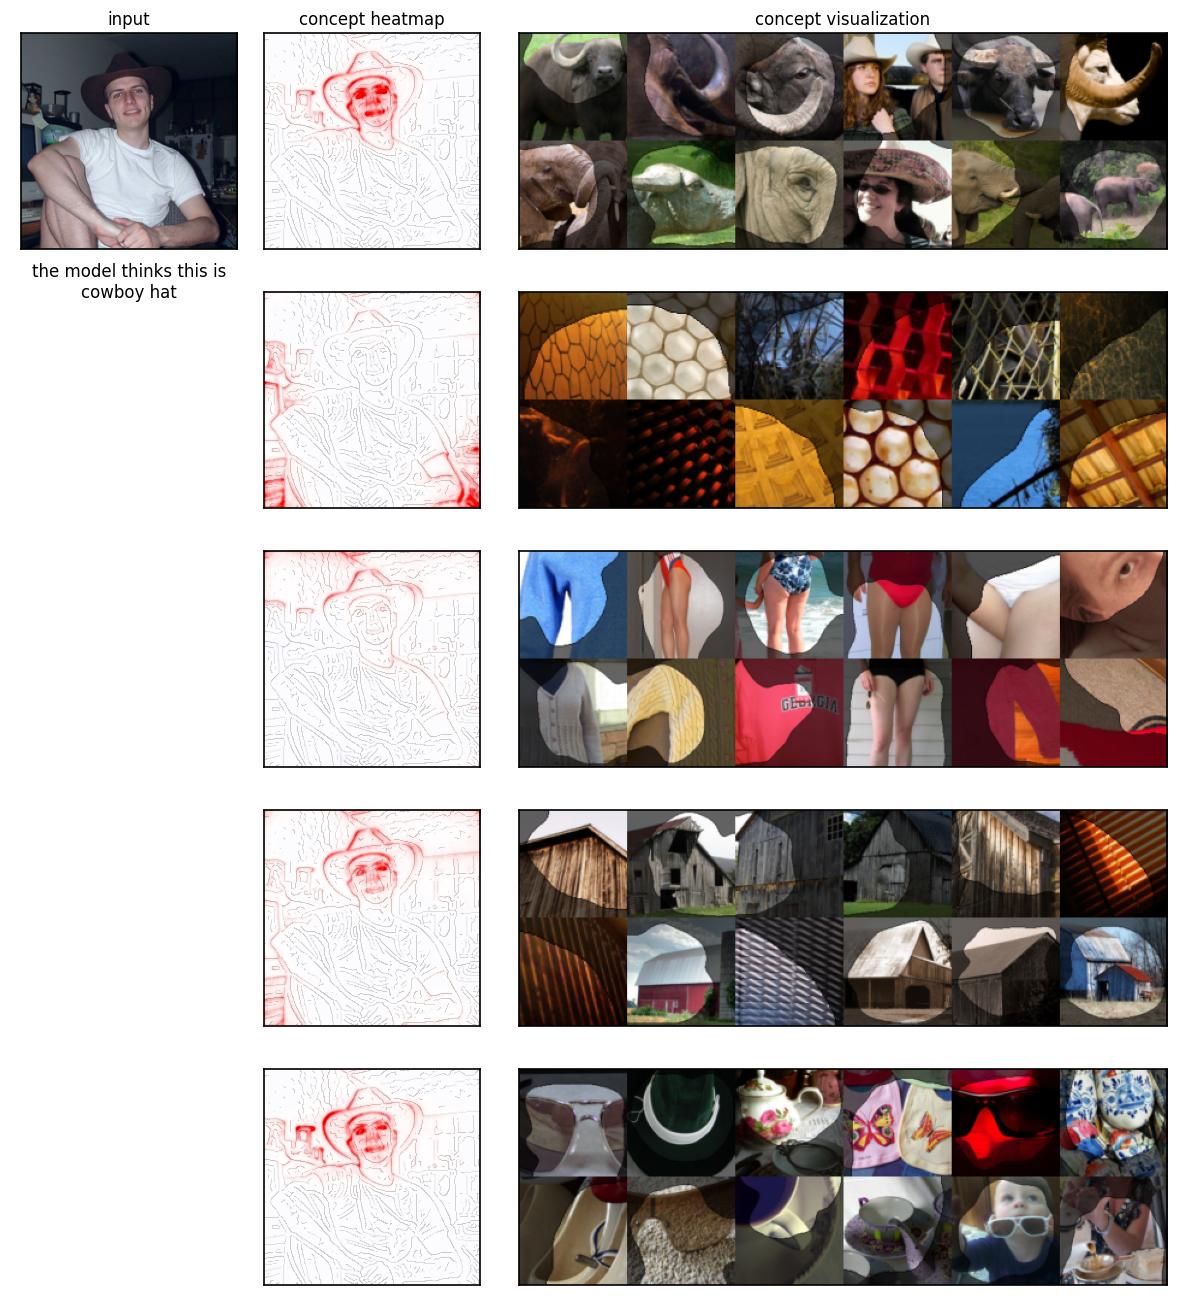 input
concept heatmap
concept visualization
the model thinks this is
cowboy hat
GEORGIA